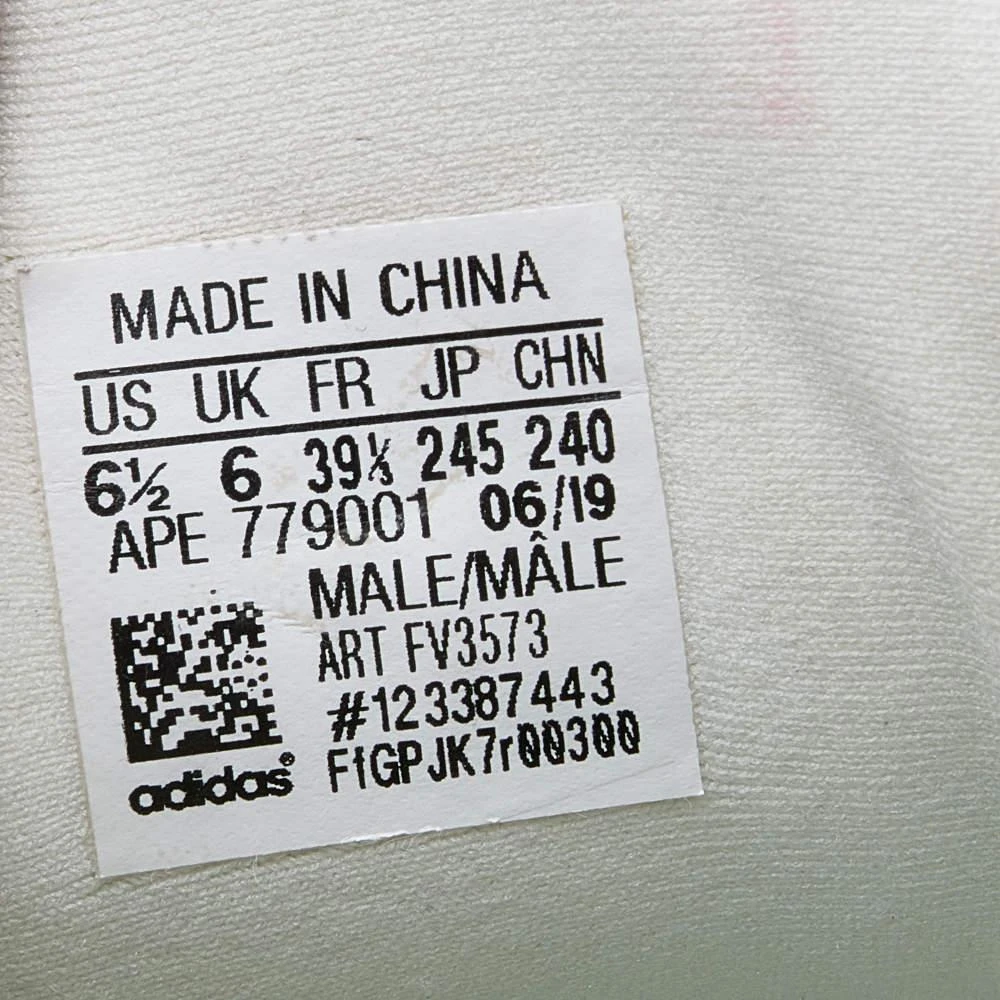 MADE IN CHINA
US UK FR JP CHN
6½ 6 39⅓ 245 240
APE 779001 06/19
MALE/MÂLE
ART FV3573
#123387443
FfGPJK7r00300
adidas®